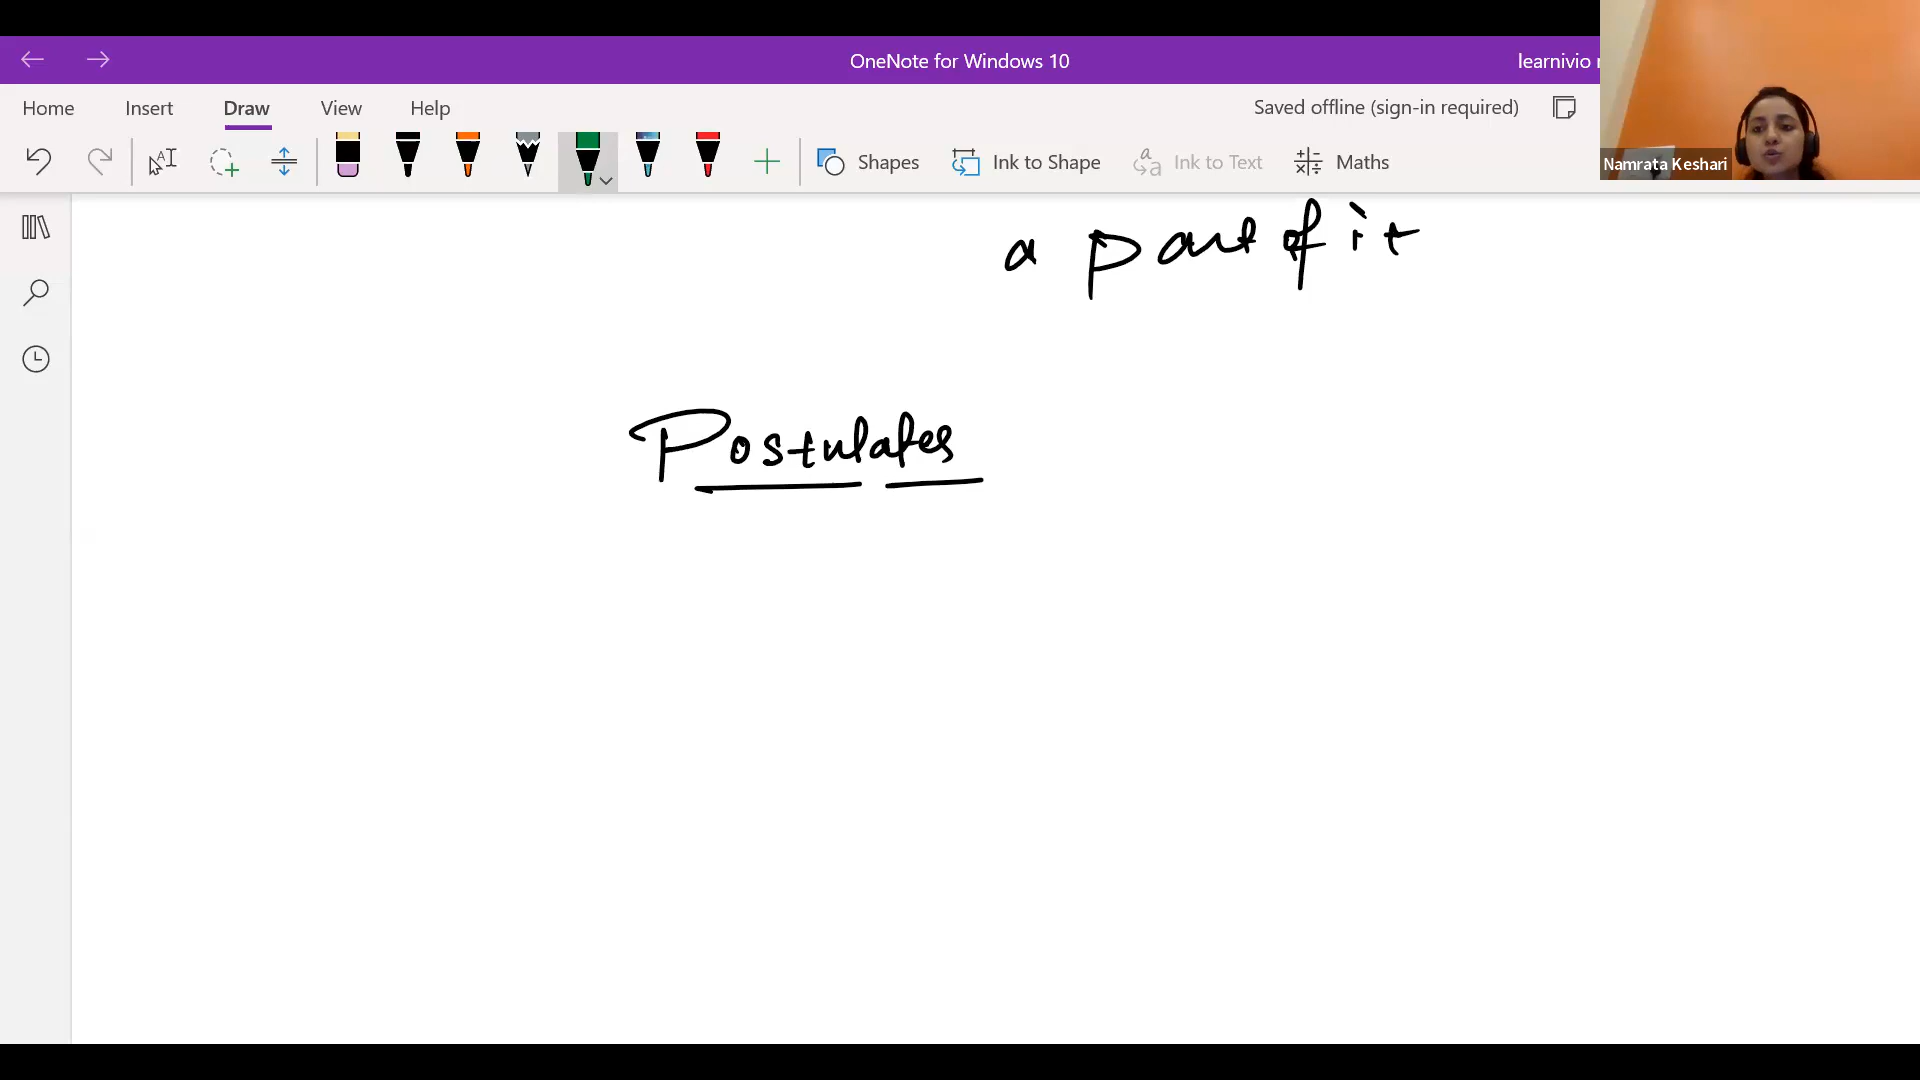 OneNote for Windows 10
learnivio
Home Insert Draw View Help
Saved offline (sign-in required)
Shapes Ink to Shape Ink to Text Maths
Namrata Keshari
a part of it
Postulates